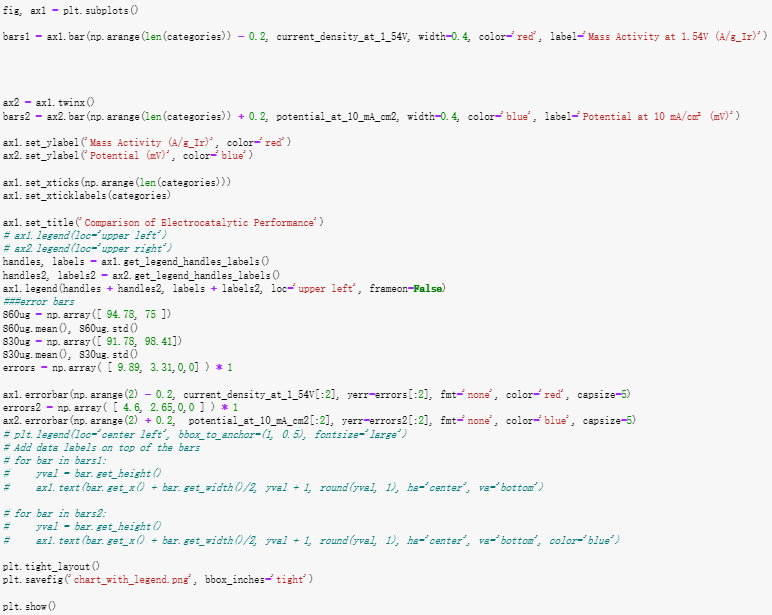 fig, ax1 = plt.subplots()
bars1 = ax1.bar(np.arange(len(categories)) - 0.2, current_density_at_1_54V, width=0.4, color='red', label='Mass Activity at 1.54V (A/g_Ir)')
ax2 = ax1.twinx()
bars2 = ax2.bar(np.arange(len(categories)) + 0.2, potential_at_10_mA_cm2, width=0.4, color='blue', label='Potential at 10 mA/cm² (mV)')
ax1.set_ylabel('Mass Activity (A/g_Ir)', color='red')
ax2.set_ylabel('Potential (mV)', color='blue')
ax1.set_xticks(np.arange(len(categories)))
ax1.set_xticklabels(categories)
ax1.set_title('Comparison of Electrocatalytic Performance')
# ax1.legend(loc='upper left')
# ax2.legend(loc='upper right')
handles, labels = ax1.get_legend_handles_labels()
handles2, labels2 = ax2.get_legend_handles_labels()
ax1.legend(handles + handles2, labels + labels2, loc='upper left', frameon=False)
###error bars
S60ug = np.array([ 94.78, 75 ])
S60ug.mean(), S60ug.std()
S30ug = np.array([ 91.78, 98.41])
S30ug.mean(), S30ug.std()
errors = np.array( [ 9.89, 3.31,0,0] ) * 1
ax1.errorbar(np.arange(2) - 0.2, current_density_at_1_54V[:2], yerr=errors[:2], fmt='none', color='red', capsize=5)
errors2 = np.array( [ 4.6, 2.65,0,0 ] ) * 1
ax2.errorbar(np.arange(2) + 0.2,  potential_at_10_mA_cm2[:2], yerr=errors2[:2], fmt='none', color='blue', capsize=5)
# plt.legend(loc='center left', bbox_to_anchor=(1, 0.5), fontsize='large')
# Add data labels on top of the bars
# for bar in bars1:
#     yval = bar.get_height()
#     ax1.text(bar.get_x() + bar.get_width()/2, yval + 1, round(yval, 1), ha='center', va='bottom')
# for bar in bars2:
#     yval = bar.get_height()
#     ax1.text(bar.get_x() + bar.get_width()/2, yval + 1, round(yval, 1), ha='center', va='bottom', color='blue')
plt.tight_layout()
plt.savefig('chart_with_legend.png', bbox_inches='tight')
plt.show()